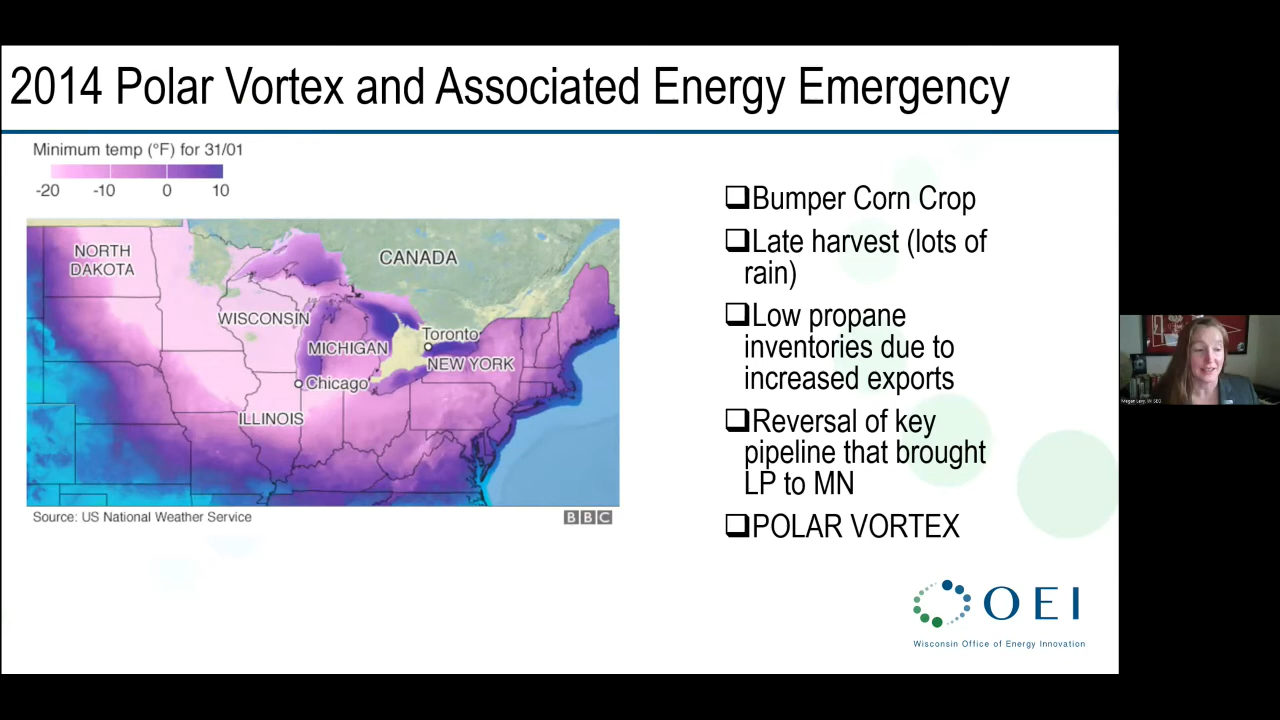 2014 Polar Vortex and Associated Energy Emergency
Minimum temp (°F) for 31/01
-20 -10 0 10
NORTH
DAKOTA
CANADA
WISCONSIN
Toronto
MICHIGAN
NEW YORK
Chicago
ILLINOIS
Source: US National Weather Service
BBC
❑Bumper Corn Crop
❑Late harvest (lots of
rain)
❑Low propane
inventories due to
increased exports
❑Reversal of key
pipeline that brought
LP to MN
❑POLAR VORTEX
OEI
Wisconsin Office of Energy Innovation